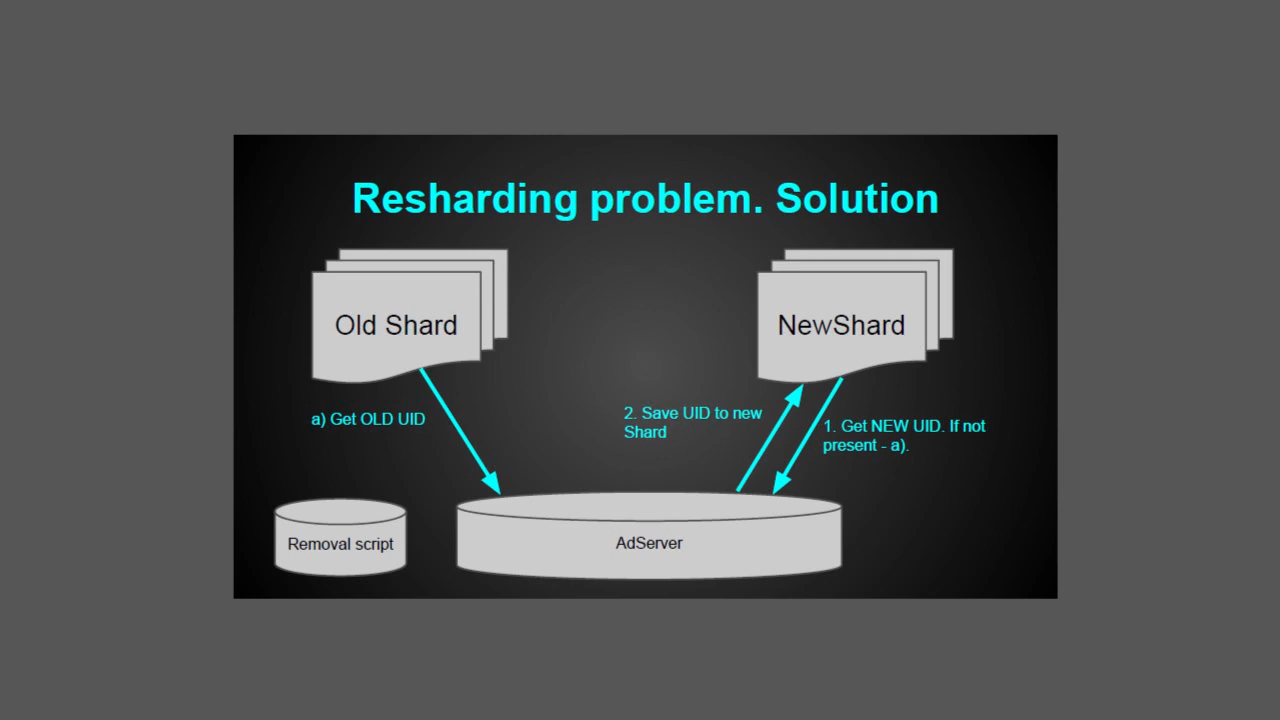 Resharding problem. Solution
Old Shard
NewShard
a) Get OLD UID
2. Save UID to new
Shard
1. Get NEW UID. If not
present - a).
Removal script
AdServer